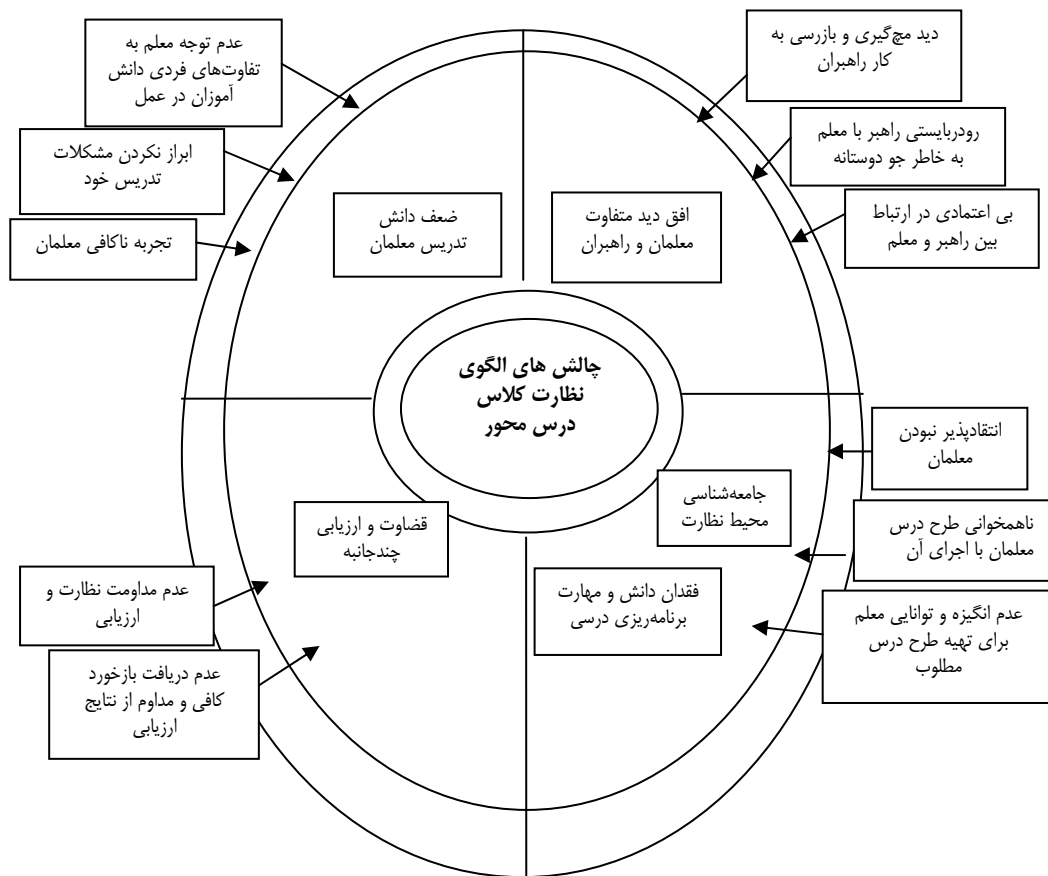 دید مچ‌گیری و بازرسی به
کار راهبران
رودربایستی راهبر با معلم
به خاطر جو دوستانه
بی اعتمادی در ارتباط
بین راهبر و معلم
عدم توجه معلم به
تفاوت‌های فردی دانش
آموزان در عمل
ابراز نکردن مشکلات
تدریس خود
تجربه ناکافی معلمان
افق دید متفاوت
معلمان و راهبران
ضعف دانش
تدریس معلمان
چالش های الگوی
نظارت کلاس
درس محور
انتقادپذیر نبودن
معلمان
جامعه‌شناسی
محیط نظارت
ناهمخوانی طرح درس
معلمان با اجرای آن
فقدان دانش و مهارت
برنامه‌ریزی درسی
عدم انگیزه و توانایی معلم
برای تهیه طرح درس
مطلوب
قضاوت و ارزیابی
چندجانبه
عدم مداومت نظارت و
ارزیابی
عدم دریافت بازخورد
کافی و مداوم از نتایج
ارزیابی